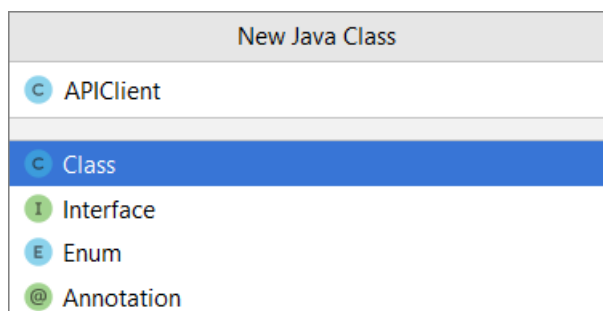 New Java Class
C APIClient
C Class
I Interface
E Enum
@ Annotation